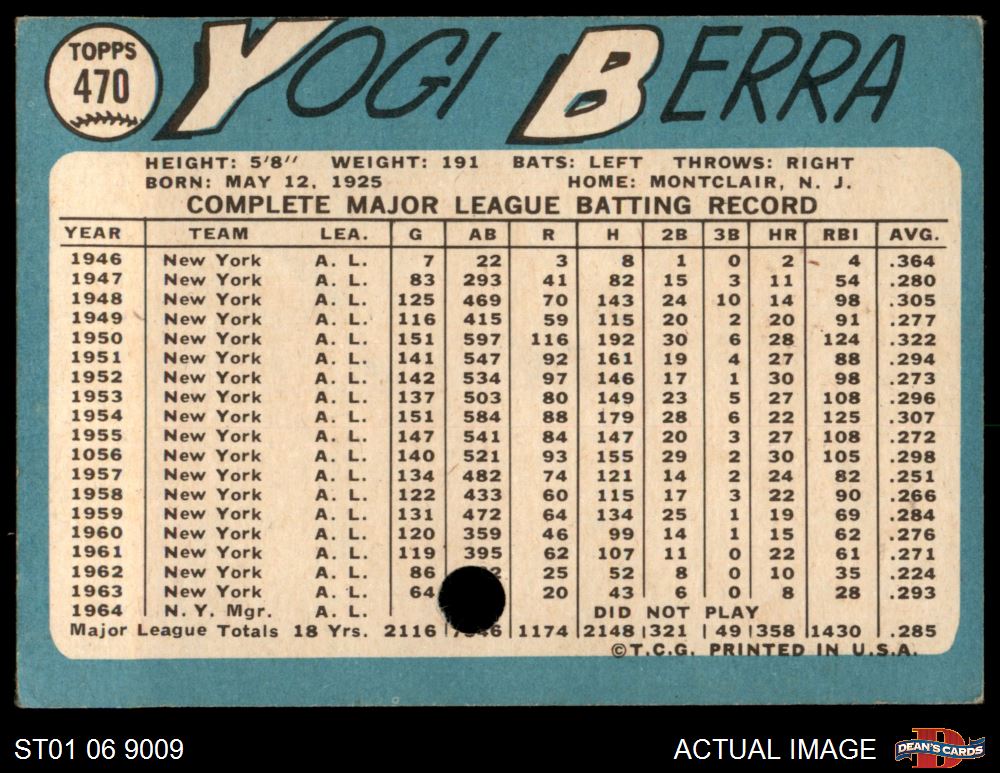 TOPPS
470
YOGI BERRA
HEIGHT: 5'8" WEIGHT: 191 BATS: LEFT THROWS: RIGHT
BORN: MAY 12, 1925 HOME: MONTCLAIR, N. J.
COMPLETE MAJOR LEAGUE BATTING RECORD
YEAR TEAM LEA. G AB R H 2B 3B HR RBI AVG.
1946 New York A. L. 7 22 3 8 1 0 2 4 .364
1947 New York A. L. 83 293 41 82 15 3 11 54 .280
1948 New York A. L. 125 469 70 143 24 10 14 98 .305
1949 New York A. L. 116 415 59 115 20 2 20 91 .277
1950 New York A. L. 151 597 116 192 30 6 28 124 .322
1951 New York A. L. 141 547 92 161 19 4 27 88 .294
1952 New York A. L. 142 534 97 146 17 1 30 98 .273
1953 New York A. L. 137 503 80 149 23 5 27 108 .296
1954 New York A. L. 151 584 88 179 28 6 22 125 .307
1955 New York A. L. 147 541 84 147 20 3 27 108 .272
1056 New York A. L. 140 521 93 155 29 2 30 105 .298
1957 New York A. L. 134 482 74 121 14 2 24 82 .251
1958 New York A. L. 122 433 60 115 17 3 22 90 .266
1959 New York A. L. 131 472 64 134 25 1 19 69 .284
1960 New York A. L. 120 359 46 99 14 1 15 62 .276
1961 New York A. L. 119 395 62 107 11 0 22 61 .271
1962 New York A. L. 86 25 52 8 0 10 35 .224
1963 New York A. L. 64 20 43 6 0 8 28 .293
1964 N. Y. Mgr. A. L. DID NOT PLAY
Major League Totals 18 Yrs. 2116 1174 2148 321 49 358 1430 .285
©T.C.G. PRINTED IN U.S.A.
ST01 06 9009 ACTUAL IMAGE DEAN'S CARDS